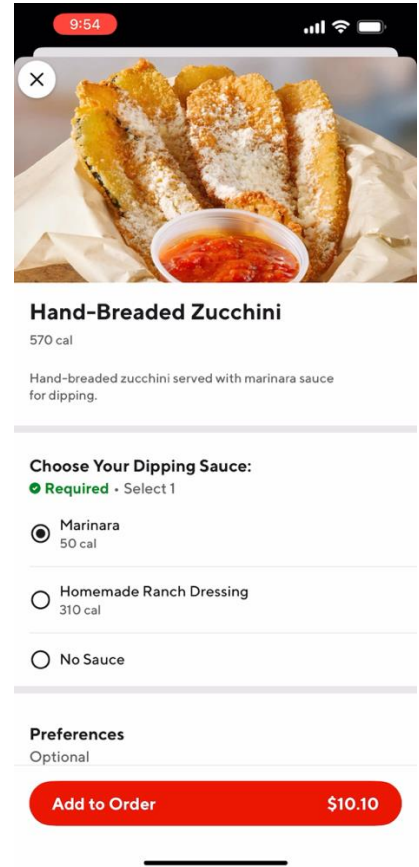 9:54
Hand-Breaded Zucchini
570 cal
Hand-breaded zucchini served with marinara sauce
for dipping.
Choose Your Dipping Sauce:
Required • Select 1
Marinara
50 cal
Homemade Ranch Dressing
310 cal
No Sauce
Preferences
Optional
Add to Order $10.10